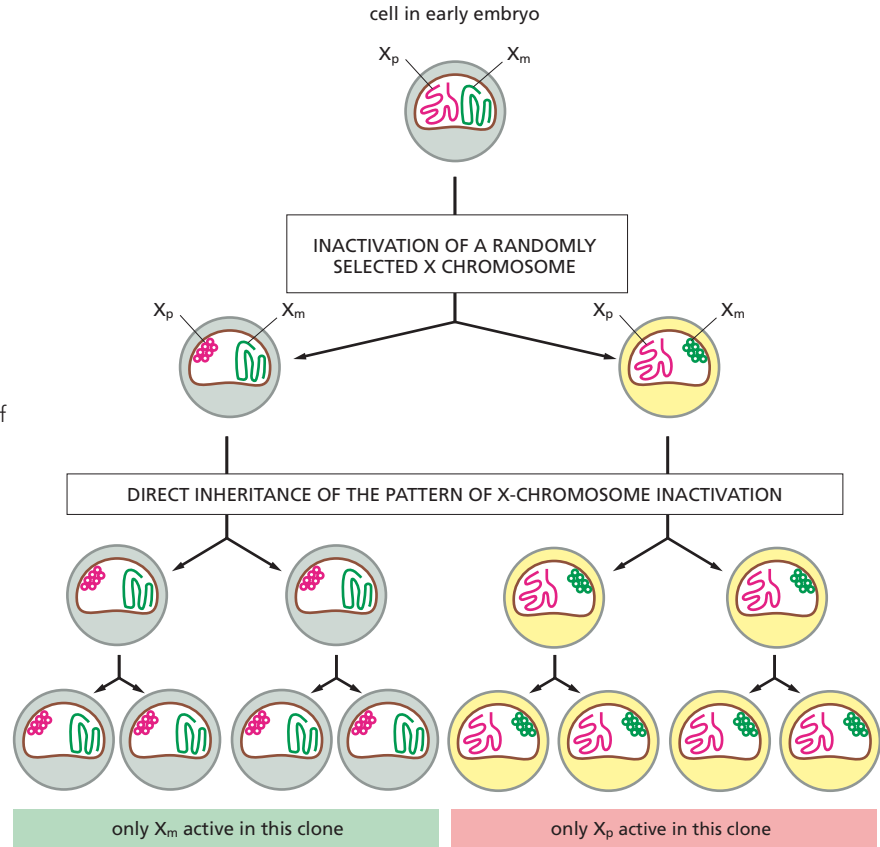 cell in early embryo
Xp Xm
INACTIVATION OF A RANDOMLY
SELECTED X CHROMOSOME
Xp Xm Xp Xm
f
DIRECT INHERITANCE OF THE PATTERN OF X-CHROMOSOME INACTIVATION
only Xm active in this clone
only Xp active in this clone